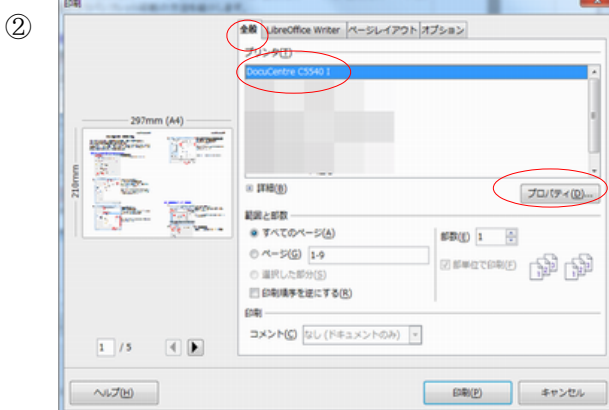 ②
印刷
全般 LibreOffice Writer ページレイアウト オプション
プリンタ(T)
DocuCentre C5540 I
297mm (A4)
210mm
詳細(B)
プロパティ(D)...
範囲と部数
すべてのページ(A)
部数(E) 1
ページ(G) 1-9
部単位で印刷(F)
選択した部分(S)
印刷順序を逆にする(R)
印刷
コメント(C) なし (ドキュメントのみ)
1 / 5
ヘルプ(H) 印刷(P) キャンセル